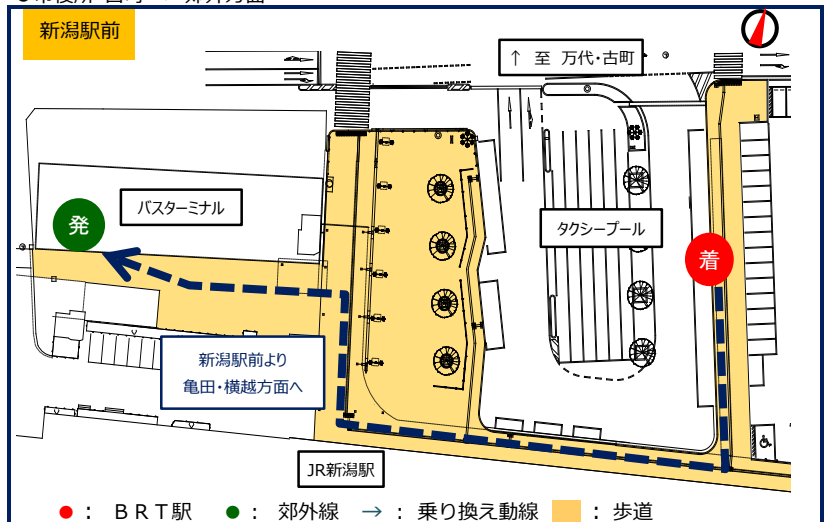 新潟駅前
↑ 至 万代・古町
バスターミナル
発
タクシープール
着
新潟駅前より
亀田・横越方面へ
JR新潟駅
● : ＢＲＴ駅 ● : 郊外線 → : 乗り換え動線 : 歩道